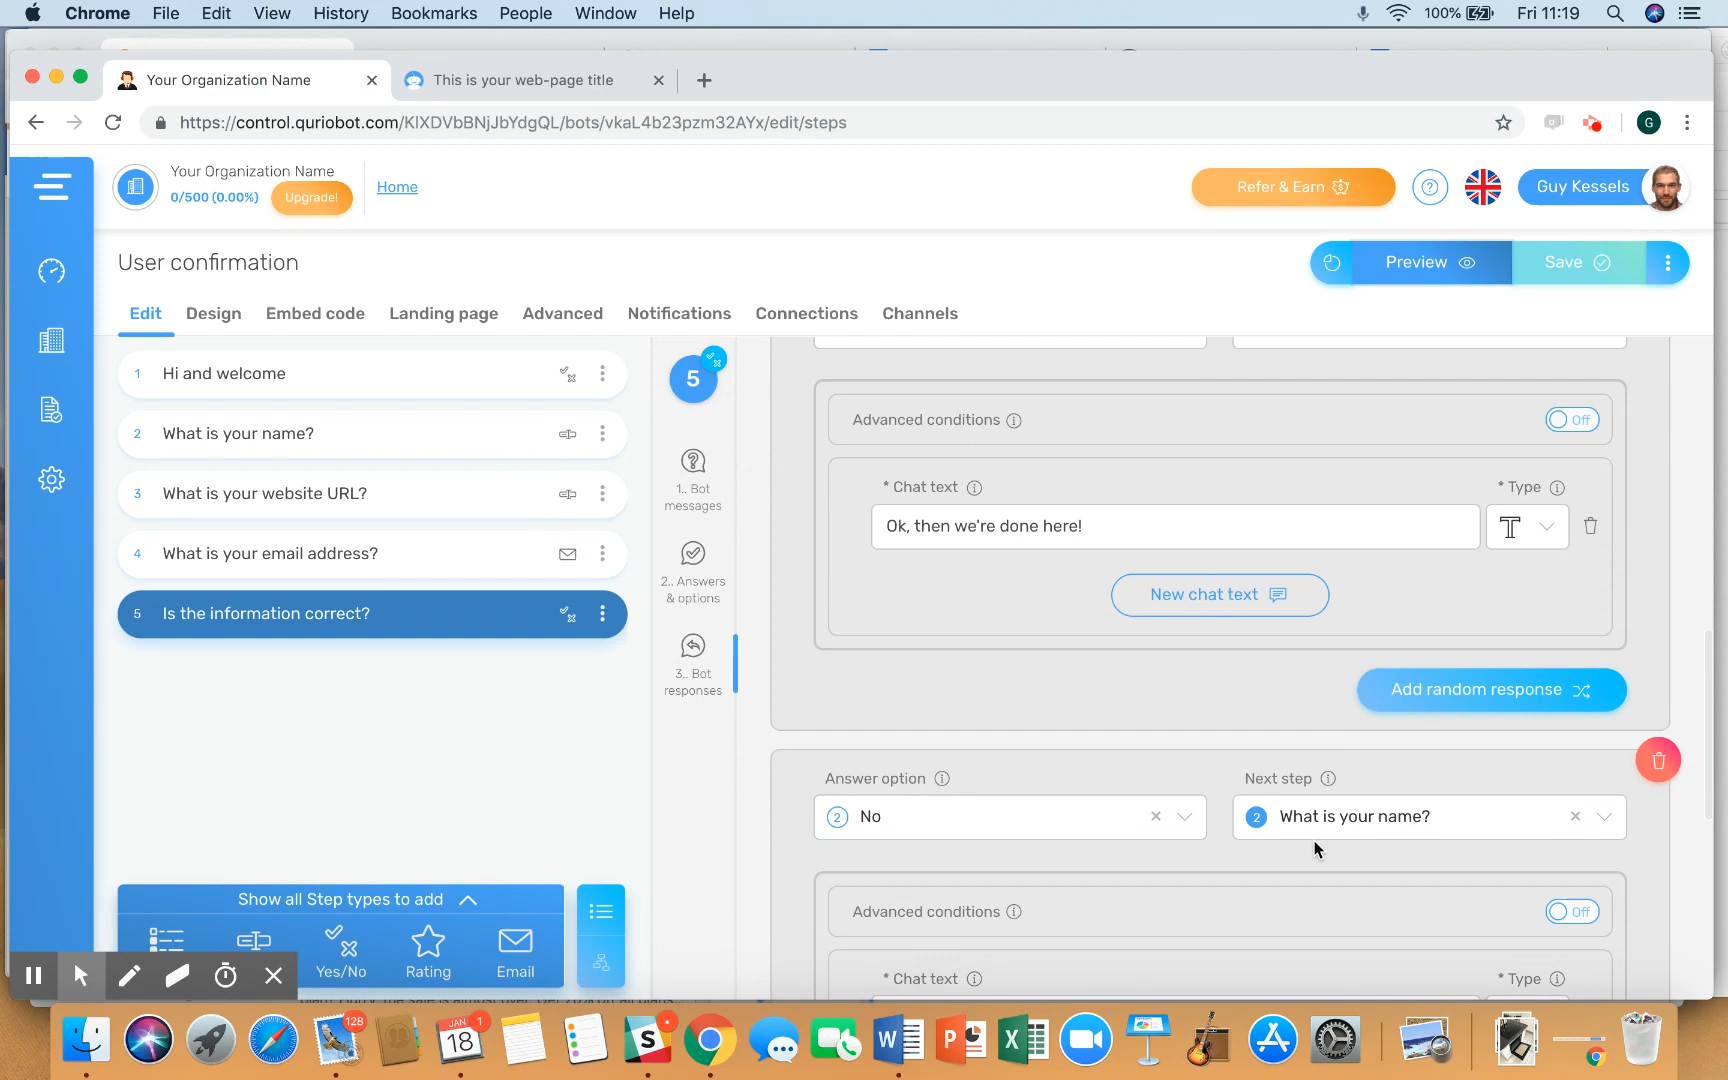 Chrome File Edit View History Bookmarks People Window Help 100% Fri 11:19
Your Organization Name This is your web-page title
https://control.quriobot.com/KlXDVbBNjJbYdgQL/bots/vkaL4b23pzm32AYx/edit/steps G
Your Organization Name
0/500 (0.00%) Upgrade! Home Refer & Earn Guy Kessels
User confirmation Preview Save
Edit Design Embed code Landing page Advanced Notifications Connections Channels
1 Hi and welcome
2 What is your name?
3 What is your website URL?
4 What is your email address?
5 Is the information correct?
5
1.. Bot
messages
2.. Answers
& options
3.. Bot
responses
Advanced conditions Off
* Chat text * Type
Ok, then we're done here! T
New chat text
Add random response
Answer option Next step
2 No 2 What is your name?
Advanced conditions Off
* Chat text * Type
Show all Step types to add
Yes/No Rating Email
128
JAN 1
18